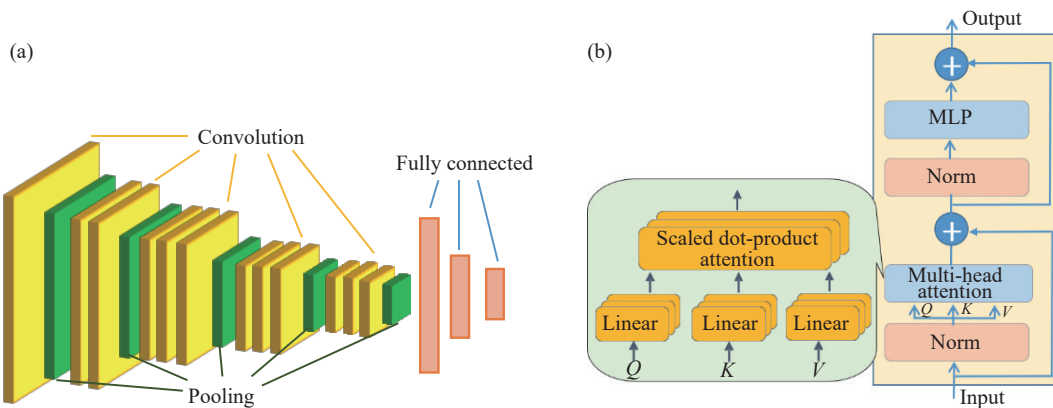 (a)
Convolution
Fully connected
Pooling
(b)
Output
MLP
Norm
Multi-head
attention
Q K V
Norm
Input
Scaled dot-product
attention
Linear Linear Linear
Q K V